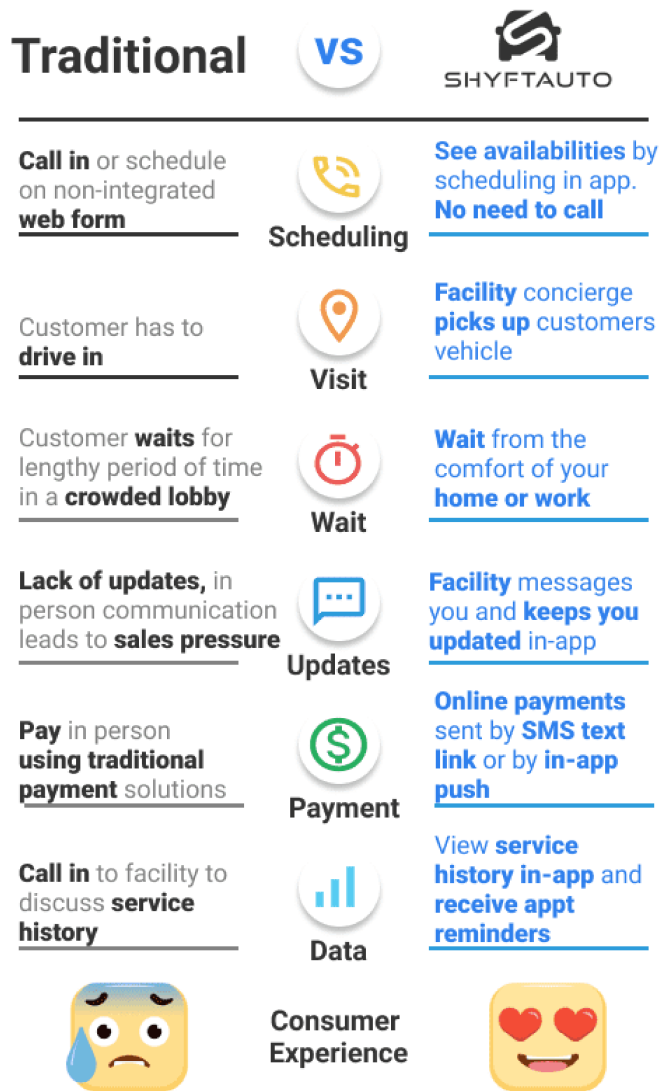 Traditional
vs
SHYFTAUTO
Call in or schedule
on non-integrated
web form
Scheduling
See availabilities by
scheduling in app.
No need to call
Customer has to
drive in
Visit
Facility concierge
picks up customers
vehicle
Customer waits for
lengthy period of time
in a crowded lobby
Wait
Wait from the
comfort of your
home or work
Lack of updates, in
person communication
leads to sales pressure
Updates
Facility messages
you and keeps you
updated in-app
Pay in person
using traditional
payment solutions
Payment
Online payments
sent by SMS text
link or by in-app
push
Call in to facility to
discuss service
history
Data
View service
history in-app and
receive appt
reminders
Consumer
Experience